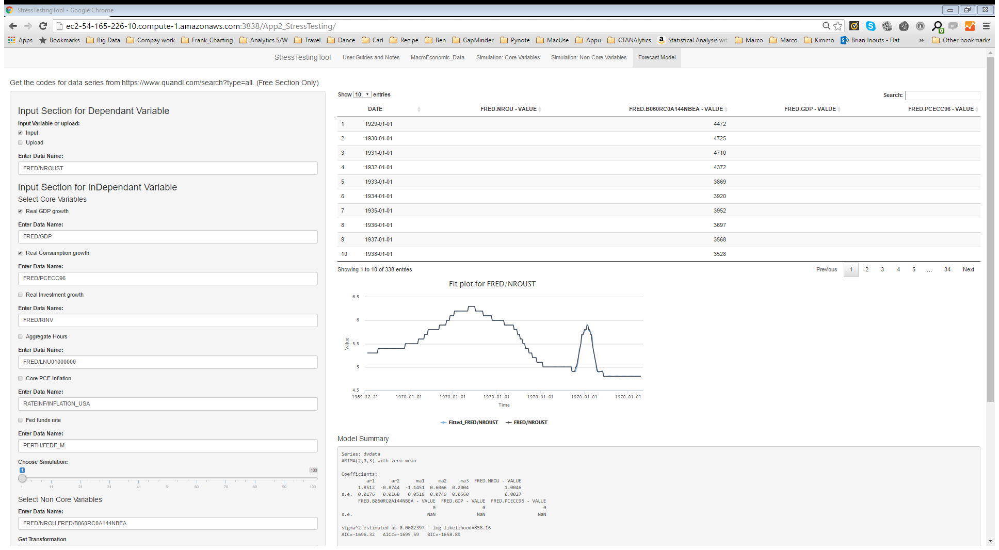 StressTestingTool - Google Chrome
ec2-54-165-226-10.compute-1.amazonaws.com:3838/App2_StressTesting/
Apps Bookmarks Big Data Compay work Frank_Charting Analytics S/W Travel Dance Carl Recipe Ben GapMinder Pynote MacUse Appu CTANAlytics Statistical Analysis wit Marco Marco Kimmo Brian Inouts - Flat » Other bookmarks
StressTestingTool User Guides and Notes MacroEconomic_Data Simulation: Core Variables Simulation: Non Core Variables Forecast Model
Get the codes for data series from https://www.quandl.com/search?type=all. (Free Section Only)
Input Section for Dependant Variable
Input Variable or upload:
Input
Upload
Enter Data Name:
FRED/NROUST
Input Section for InDependant Variable
Select Core Variables
Real GDP growth
Enter Data Name:
FRED/GDP
Real Consumption growth
Enter Data Name:
FRED/PCECC96
Real Investment growth
Enter Data Name:
FRED/RINV
Aggregate Hours
Enter Data Name:
FRED/LNU01000000
Core PCE Inflation
Enter Data Name:
RATEINF/INFLATION_USA
Fed funds rate
Enter Data Name:
PERTH/FEDF_M
Choose Simulation:
1 100
1 11 21 31 41 51 60 70 80 90 100
Select Non Core Variables
Enter Data Name:
FRED/NROU,FRED/B060RC0A144NBEA
Get Transformation
Show 10 entries Search:
DATE FRED.NROU - VALUE FRED.B060RC0A144NBEA - VALUE FRED.GDP - VALUE FRED.PCECC96 - VALUE
1 1929-01-01 4472
2 1930-01-01 4725
3 1931-01-01 4710
4 1932-01-01 4372
5 1933-01-01 3869
6 1934-01-01 3920
7 1935-01-01 3952
8 1936-01-01 3697
9 1937-01-01 3568
10 1938-01-01 3528
Showing 1 to 10 of 338 entries Previous 1 2 3 4 5 … 34 Next
Fit plot for FRED/NROUST
6.5
6
5.5
5
4.5
Value
1969-12-31 1970-01-01 1970-01-01 1970-01-01 1970-01-01 1970-01-01 1970-01-01
Time
Fitted_FRED/NROUST FRED/NROUST
Model Summary
Series: dvdata
ARIMA(2,0,3) with zero mean
Coefficients:
ar1 ar2 ma1 ma2 ma3 FRED.NROU - VALUE
1.8512 -0.8744 -1.1451 0.6066 0.2004 1.0046
s.e. 0.0176 0.0168 0.0518 0.0749 0.0560 0.0027
FRED.B060RC0A144NBEA - VALUE FRED.GDP - VALUE FRED.PCECC96 - VALUE
0 0 0
s.e. NaN NaN NaN
sigma^2 estimated as 0.0002397: log likelihood=858.16
AIC=-1696.32 AICc=-1695.59 BIC=-1658.89